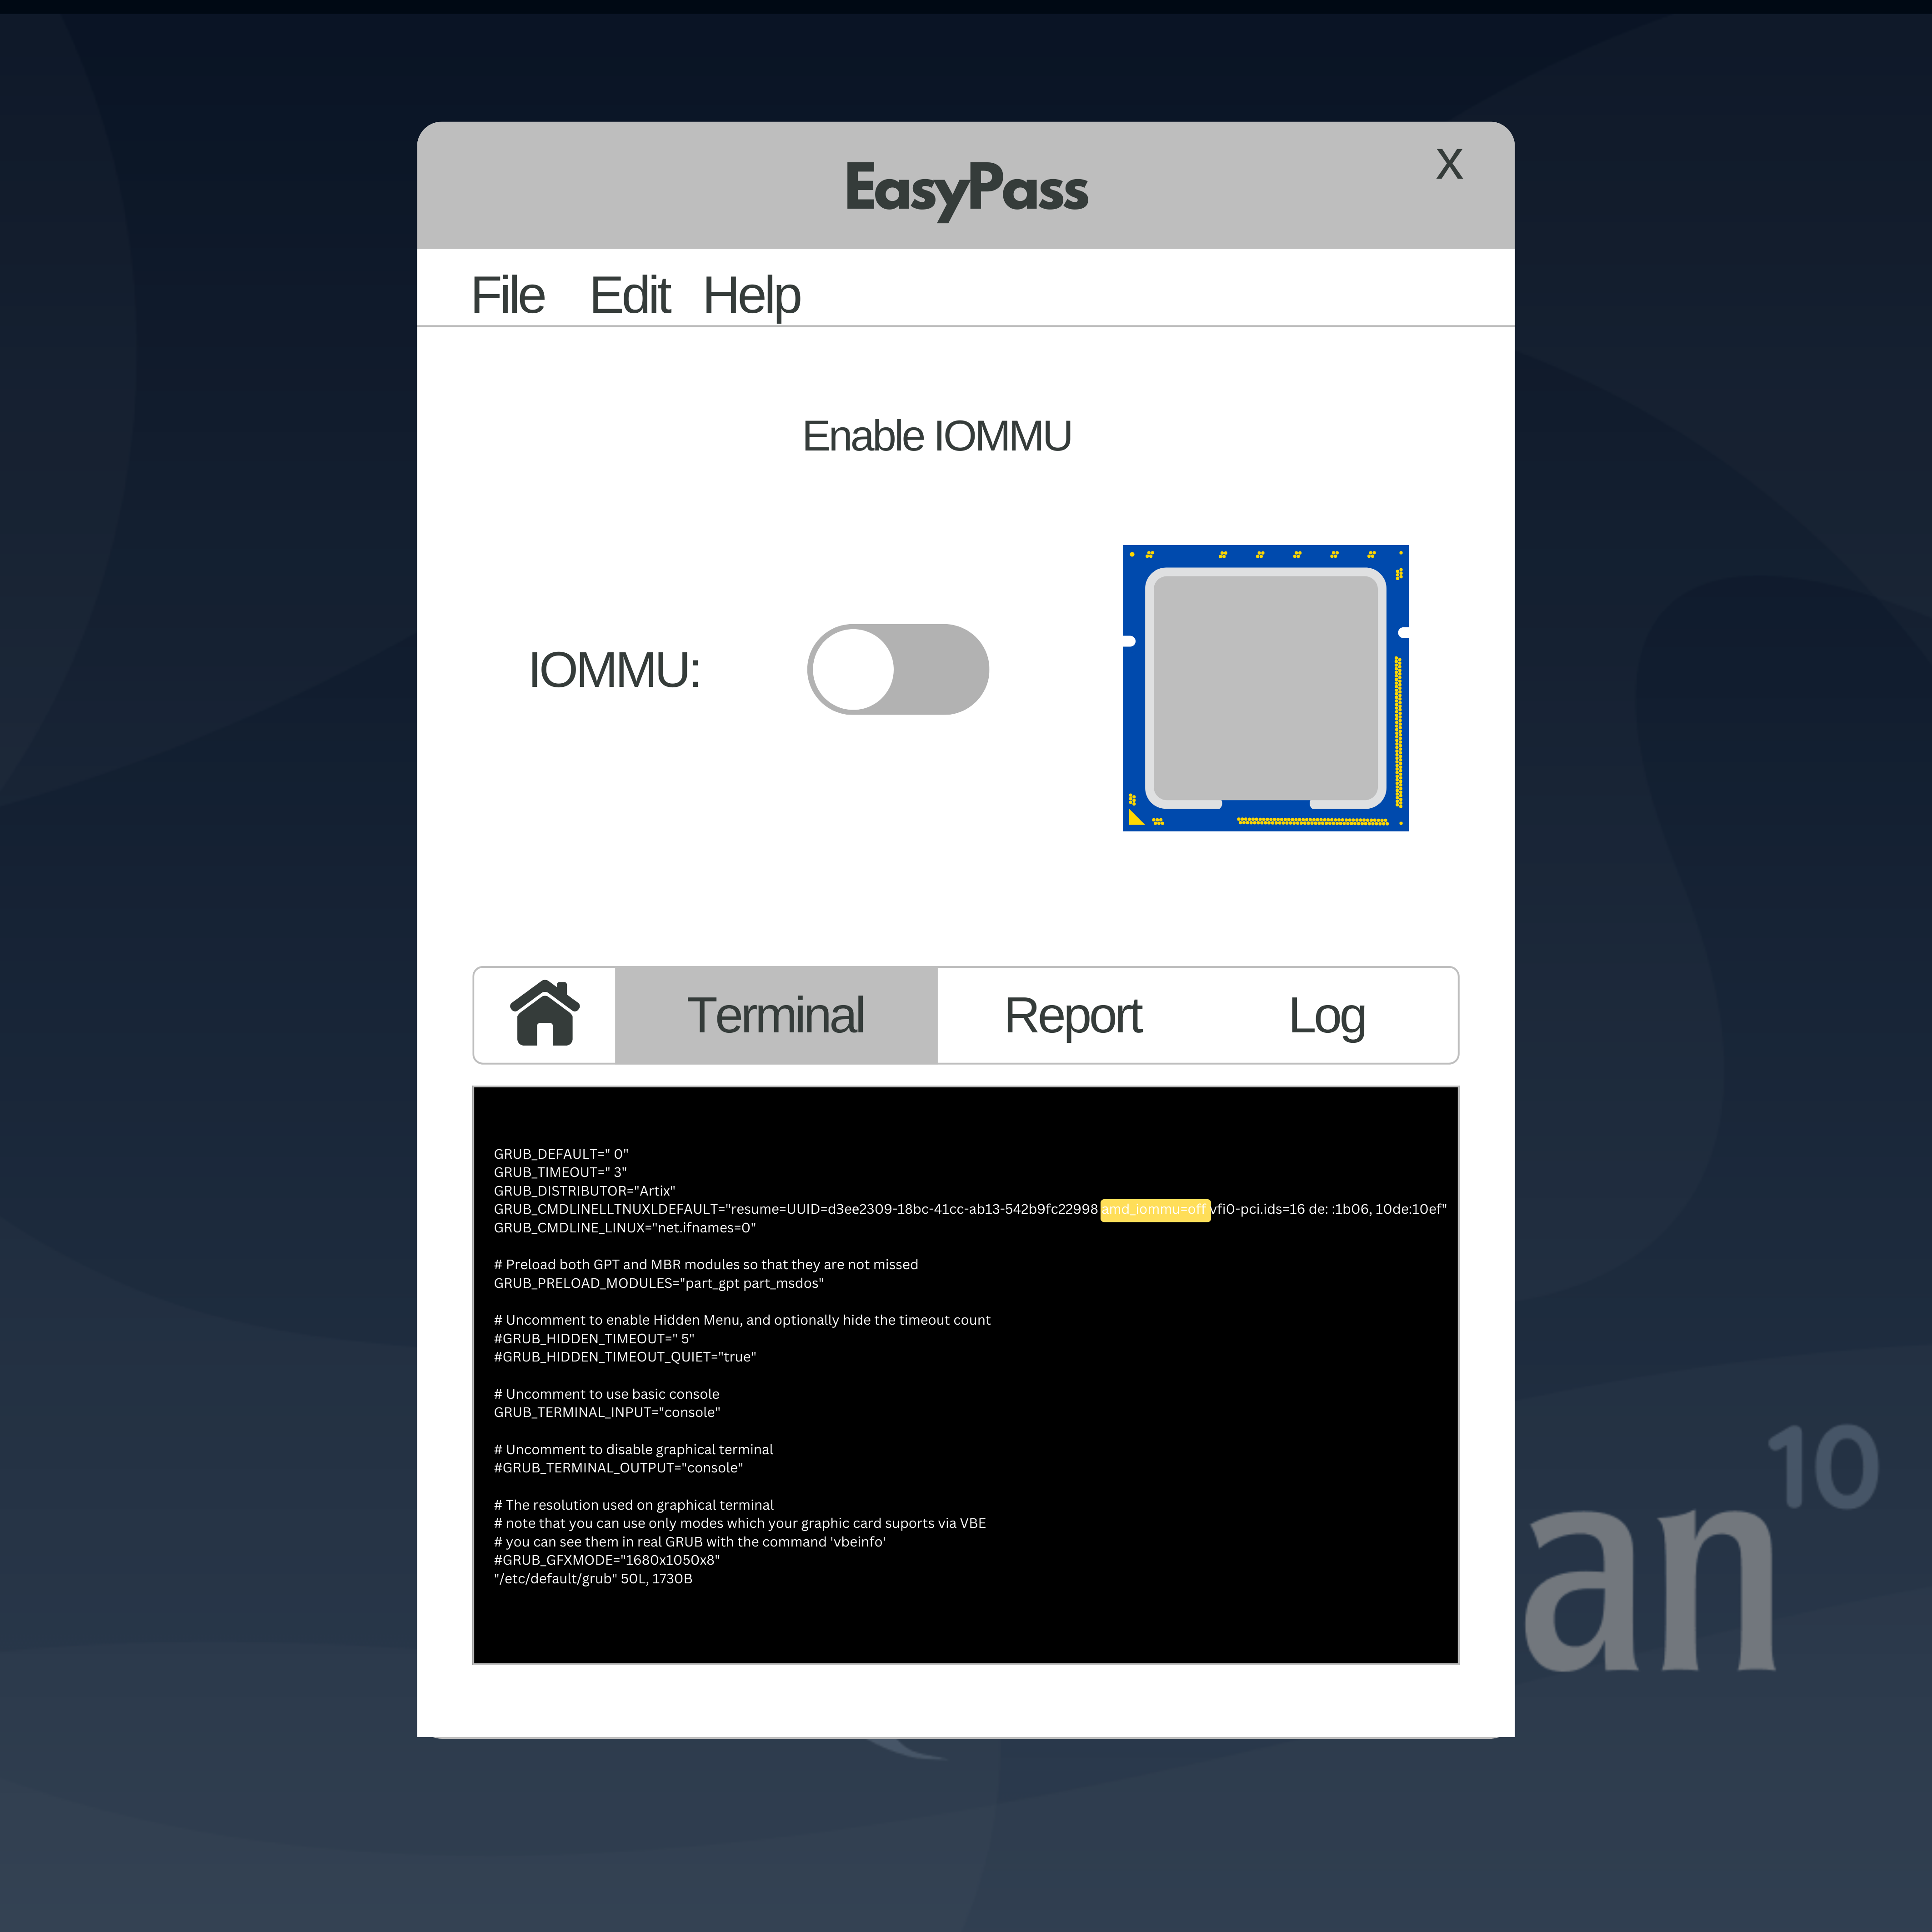 EasyPass
X
File Edit Help
Enable IOMMU
IOMMU:
Terminal Report Log
GRUB_DEFAULT=" 0"
GRUB_TIMEOUT=" 3"
GRUB_DISTRIBUTOR="Artix"
GRUB_CMDLINELLTNUXLDEFAULT="resume=UUID=d3ee2309-18bc-41cc-ab13-542b9fc22998 amd_iommu=off vfi0-pci.ids=16 de: :1b06, 10de:10ef"
GRUB_CMDLINE_LINUX="net.ifnames=0"
# Preload both GPT and MBR modules so that they are not missed
GRUB_PRELOAD_MODULES="part_gpt part_msdos"
# Uncomment to enable Hidden Menu, and optionally hide the timeout count
#GRUB_HIDDEN_TIMEOUT=" 5"
#GRUB_HIDDEN_TIMEOUT_QUIET="true"
# Uncomment to use basic console
GRUB_TERMINAL_INPUT="console"
# Uncomment to disable graphical terminal
#GRUB_TERMINAL_OUTPUT="console"
# The resolution used on graphical terminal
# note that you can use only modes which your graphic card suports via VBE
# you can see them in real GRUB with the command 'vbeinfo'
#GRUB_GFXMODE="1680x1050x8"
"/etc/default/grub" 50L, 1730B
an 10